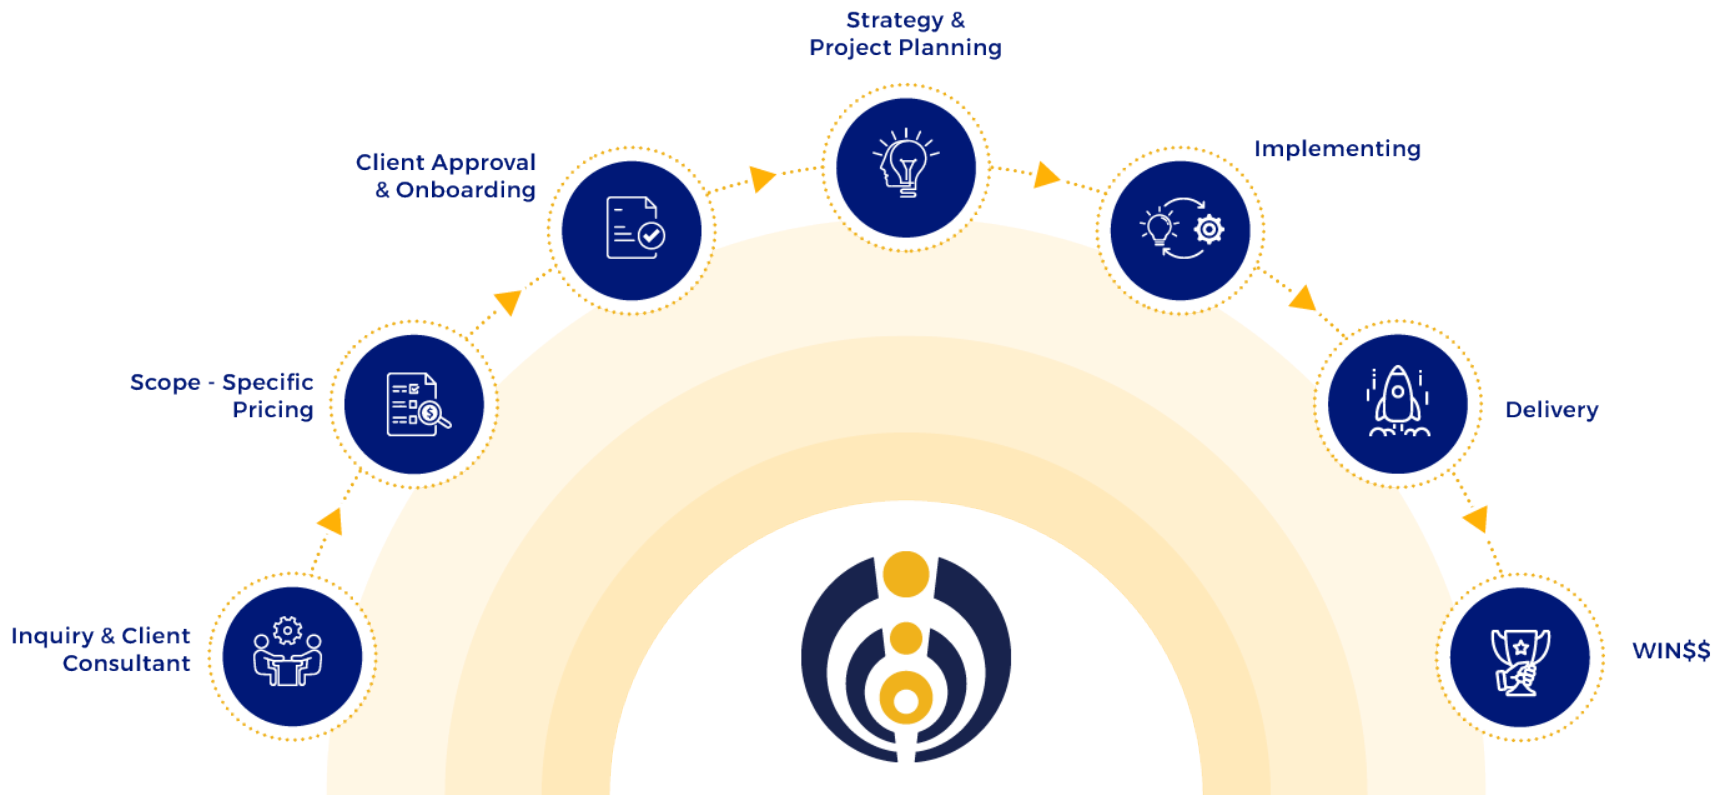 Strategy &
Project Planning
Implementing
Client Approval
& Onboarding
Scope - Specific
Pricing
Delivery
Inquiry & Client
Consultant
WIN$$